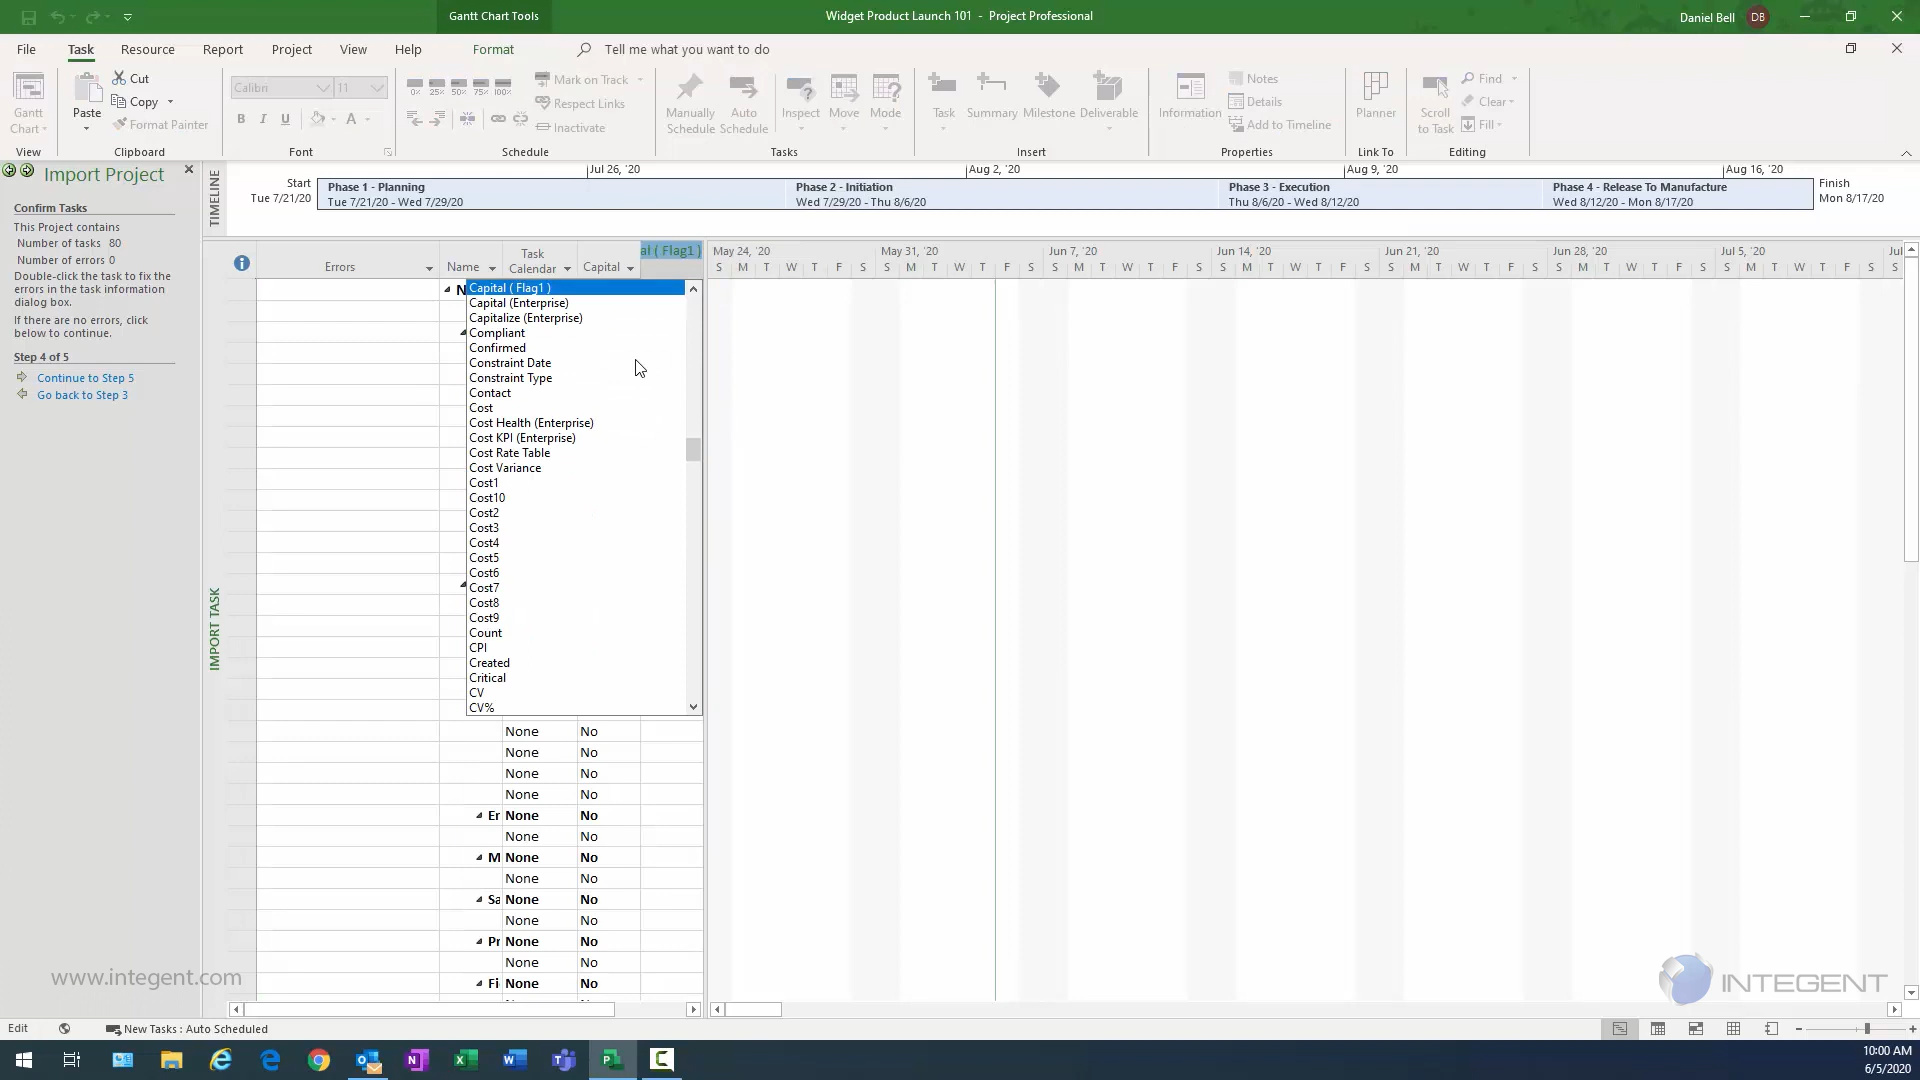 Gantt Chart Tools
Widget Product Launch 101 - Project Professional
Daniel Bell
DB
File Task Resource Report Project View Help Format Tell me what you want to do
Gantt Chart
View
Paste
Cut
Copy
Format Painter
Clipboard
Calibri 11
B I U A
Font
0% 25% 50% 75% 100%
Mark on Track
Respect Links
Inactivate
Schedule
Manually Schedule
Auto Schedule
Inspect
Move
Mode
Tasks
Task
Summary
Milestone
Deliverable
Insert
Information
Notes
Details
Add to Timeline
Properties
Planner
Link To
Scroll to Task
Find
Clear
Fill
Editing
Import Project
Confirm Tasks
This Project contains
Number of tasks 80
Number of errors 0
Double-click the task to fix the
errors in the task information
dialog box.
If there are no errors, click
below to continue.
Step 4 of 5
Continue to Step 5
Go back to Step 3
TIMELINE
Jul 26, '20 Aug 2, '20 Aug 9, '20 Aug 16, '20
Start
Tue 7/21/20
Phase 1 - Planning
Tue 7/21/20 - Wed 7/29/20
Phase 2 - Initiation
Wed 7/29/20 - Thu 8/6/20
Phase 3 - Execution
Thu 8/6/20 - Wed 8/12/20
Phase 4 - Release To Manufacture
Wed 8/12/20 - Mon 8/17/20
Finish
Mon 8/17/20
IMPORT TASK
Errors
Name
Task Calendar
Capital
al ( Flag1 )
May 24, '20 May 31, '20 Jun 7, '20 Jun 14, '20 Jun 21, '20 Jun 28, '20 Jul 5, '20 Jul
S M T W T F S S M T W T F S S M T W T F S S M T W T F S S M T W T F S S M T W T F S S M T W T F S S
N
Capital ( Flag1 )
Capital (Enterprise)
Capitalize (Enterprise)
Compliant
Confirmed
Constraint Date
Constraint Type
Contact
Cost
Cost Health (Enterprise)
Cost KPI (Enterprise)
Cost Rate Table
Cost Variance
Cost1
Cost10
Cost2
Cost3
Cost4
Cost5
Cost6
Cost7
Cost8
Cost9
Count
CPI
Created
Critical
CV
CV%
None No
None No
None No
None No
Er None No
None No
M None No
None No
Sa None No
None No
Pr None No
None No
Fi None No
www.integent.com
INTEGENT
Edit
New Tasks : Auto Scheduled
10:00 AM
6/5/2020